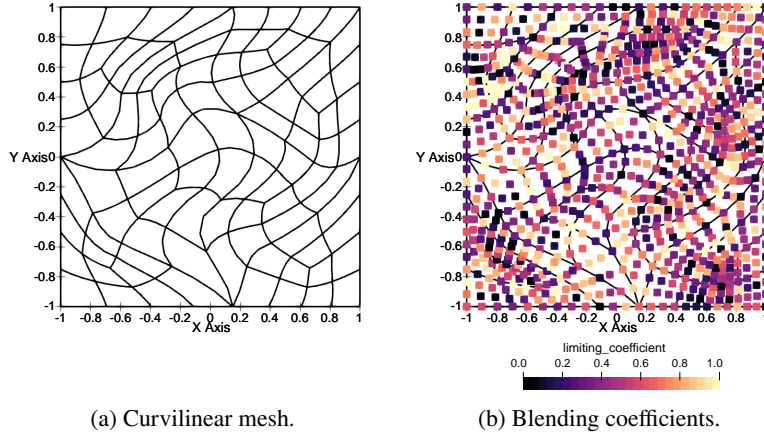 1
0.8
0.6
0.4
0.2
Y Axis0
-0.2
-0.4
-0.6
-0.8
-1
-1 -0.8 -0.6 -0.4 -0.2 0 0.2 0.4 0.6 0.8 1
X Axis
1
0.8
0.6
0.4
0.2
Y Axis0
-0.2
-0.4
-0.6
-0.8
-1
-1 -0.8 -0.6 -0.4 -0.2 0 0.2 0.4 0.6 0.8 1
X Axis
limiting_coefficient
0.0 0.2 0.4 0.6 0.8 1.0
(a) Curvilinear mesh.
(b) Blending coefficients.